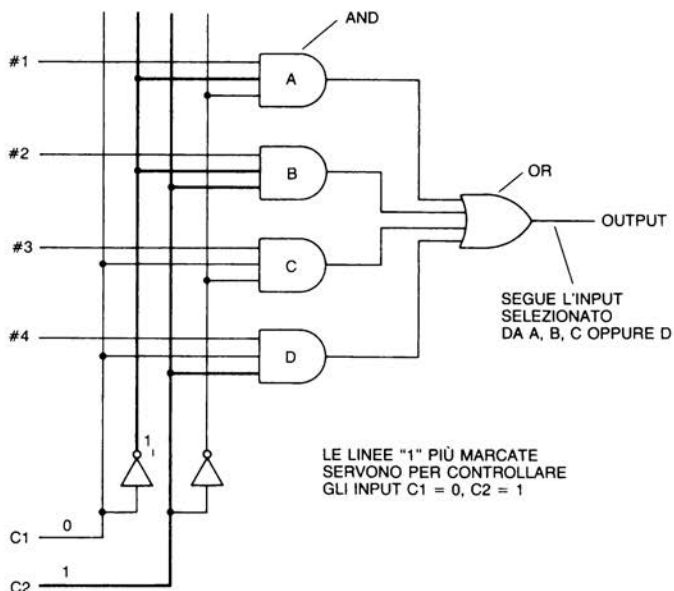 AND
#1
A
#2
B
OR
OUTPUT
#3
C
SEGUE L'INPUT
SELEZIONATO
DA A, B, C OPPURE D
#4
D
1
LE LINEE "1" PIÙ MARCATE
SERVONO PER CONTROLLARE
GLI INPUT C1 = 0, C2 = 1
C1 0
C2 1